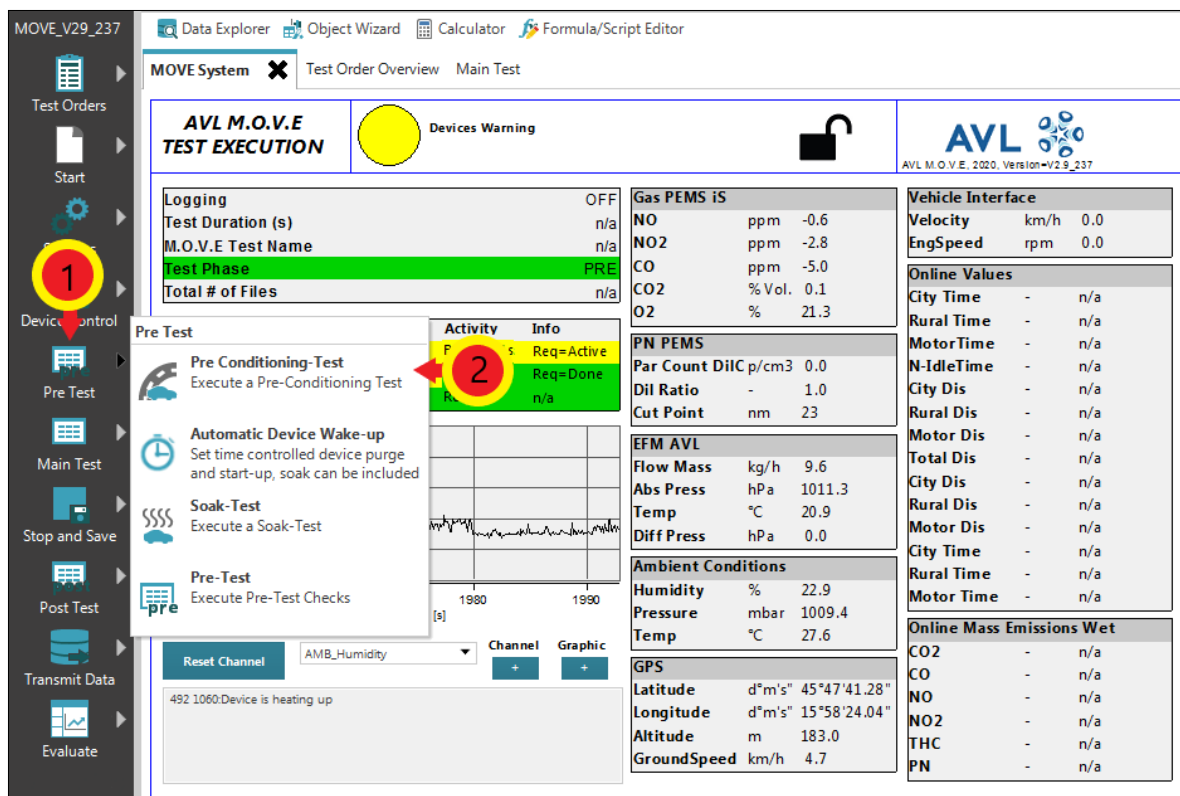 MOVE_V29_237
Data Explorer Object Wizard Calculator Formula/Script Editor
MOVE System Test Order Overview Main Test
Test Orders
Start
1
Device Control
Pre Test
Main Test
Stop and Save
Post Test
Transmit Data
Evaluate
AVL M.O.V.E
TEST EXECUTION
Devices Warning
AVL
AVL M.O.V.E, 2020, Version=V2.9_237
Logging OFF
Test Duration (s) n/a
M.O.V.E Test Name n/a
Test Phase PRE
Total # of Files n/a
Activity Info
Req=Active
Req=Done
n/a
Pre Test
Pre Conditioning-Test
Execute a Pre-Conditioning Test
2
Automatic Device Wake-up
Set time controlled device purge
and start-up, soak can be included
Soak-Test
Execute a Soak-Test
Pre-Test
Execute Pre-Test Checks
pre
1980 1990
[s]
Reset Channel AMB_Humidity
Channel Graphic
+ +
492 1060:Device is heating up
Gas PEMS iS
NO ppm -0.6
NO2 ppm -2.8
CO ppm -5.0
CO2 % Vol. 0.1
O2 % 21.3
PN PEMS
Par Count DilC p/cm3 0.0
Dil Ratio - 1.0
Cut Point nm 23
EFM AVL
Flow Mass kg/h 9.6
Abs Press hPa 1011.3
Temp °C 20.9
Diff Press hPa 0.0
Ambient Conditions
Humidity % 22.9
Pressure mbar 1009.4
Temp °C 27.6
GPS
Latitude d°m's" 45°47'41.28"
Longitude d°m's" 15°58'24.04"
Altitude m 183.0
GroundSpeed km/h 4.7
Vehicle Interface
Velocity km/h 0.0
EngSpeed rpm 0.0
Online Values
City Time - n/a
Rural Time - n/a
MotorTime - n/a
N-IdleTime - n/a
City Dis - n/a
Rural Dis - n/a
Motor Dis - n/a
Total Dis - n/a
City Dis - n/a
Rural Dis - n/a
Motor Dis - n/a
City Time - n/a
Rural Time - n/a
Motor Time - n/a
Online Mass Emissions Wet
CO2 - n/a
CO - n/a
NO - n/a
NO2 - n/a
THC - n/a
PN - n/a